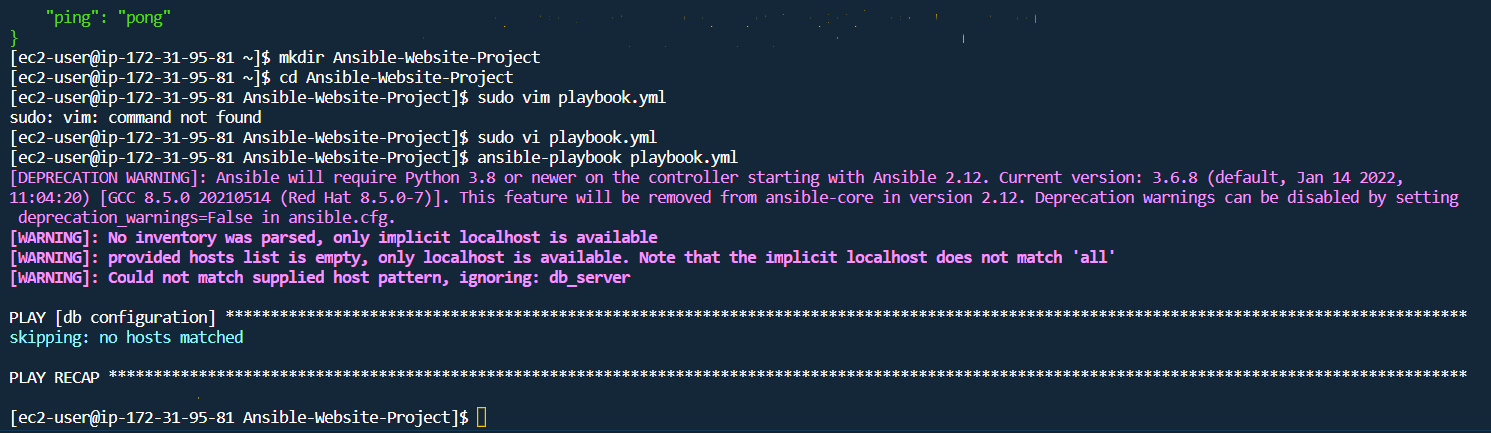 "ping": "pong"
}
[ec2-user@ip-172-31-95-81 ~]$ mkdir Ansible-Website-Project
[ec2-user@ip-172-31-95-81 ~]$ cd Ansible-Website-Project
[ec2-user@ip-172-31-95-81 Ansible-Website-Project]$ sudo vim playbook.yml
sudo: vim: command not found
[ec2-user@ip-172-31-95-81 Ansible-Website-Project]$ sudo vi playbook.yml
[ec2-user@ip-172-31-95-81 Ansible-Website-Project]$ ansible-playbook playbook.yml
[DEPRECATION WARNING]: Ansible will require Python 3.8 or newer on the controller starting with Ansible 2.12. Current version: 3.6.8 (default, Jan 14 2022,
11:04:20) [GCC 8.5.0 20210514 (Red Hat 8.5.0-7)]. This feature will be removed from ansible-core in version 2.12. Deprecation warnings can be disabled by setting
deprecation_warnings=False in ansible.cfg.
[WARNING]: No inventory was parsed, only implicit localhost is available
[WARNING]: provided hosts list is empty, only localhost is available. Note that the implicit localhost does not match 'all'
[WARNING]: Could not match supplied host pattern, ignoring: db_server
PLAY [db configuration] ******************************************************************************************************************************************
skipping: no hosts matched
PLAY RECAP *******************************************************************************************************************************************************
[ec2-user@ip-172-31-95-81 Ansible-Website-Project]$